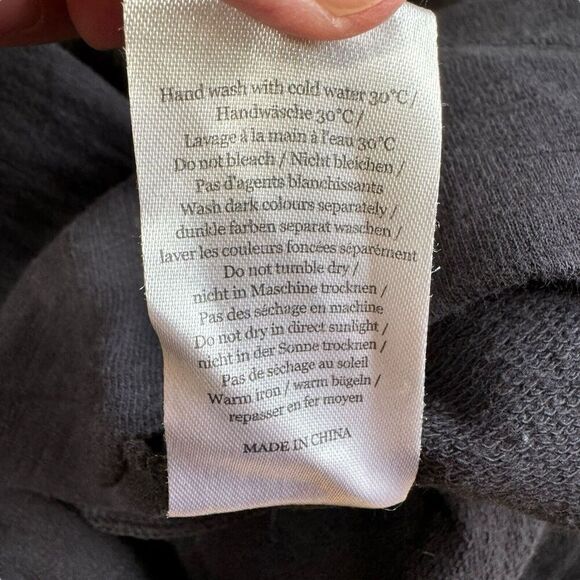 Hand wash with cold water 30°C /
Handwäsche 30°C /
Lavage à la main à l'eau 30°C
Do not bleach / Nicht bleichen /
Pas d'agents blanchissants
Wash dark colours separately /
dunkle farben separat waschen /
laver les couleurs foncées séparément
Do not tumble dry /
nicht in Maschine trocknen /
Pas des séchage en machine
Do not dry in direct sunlight /
nicht in der Sonne trocknen /
Pas de séchage au soleil
Warm iron / warm bügeln /
repasser en fer moyen
MADE IN CHINA